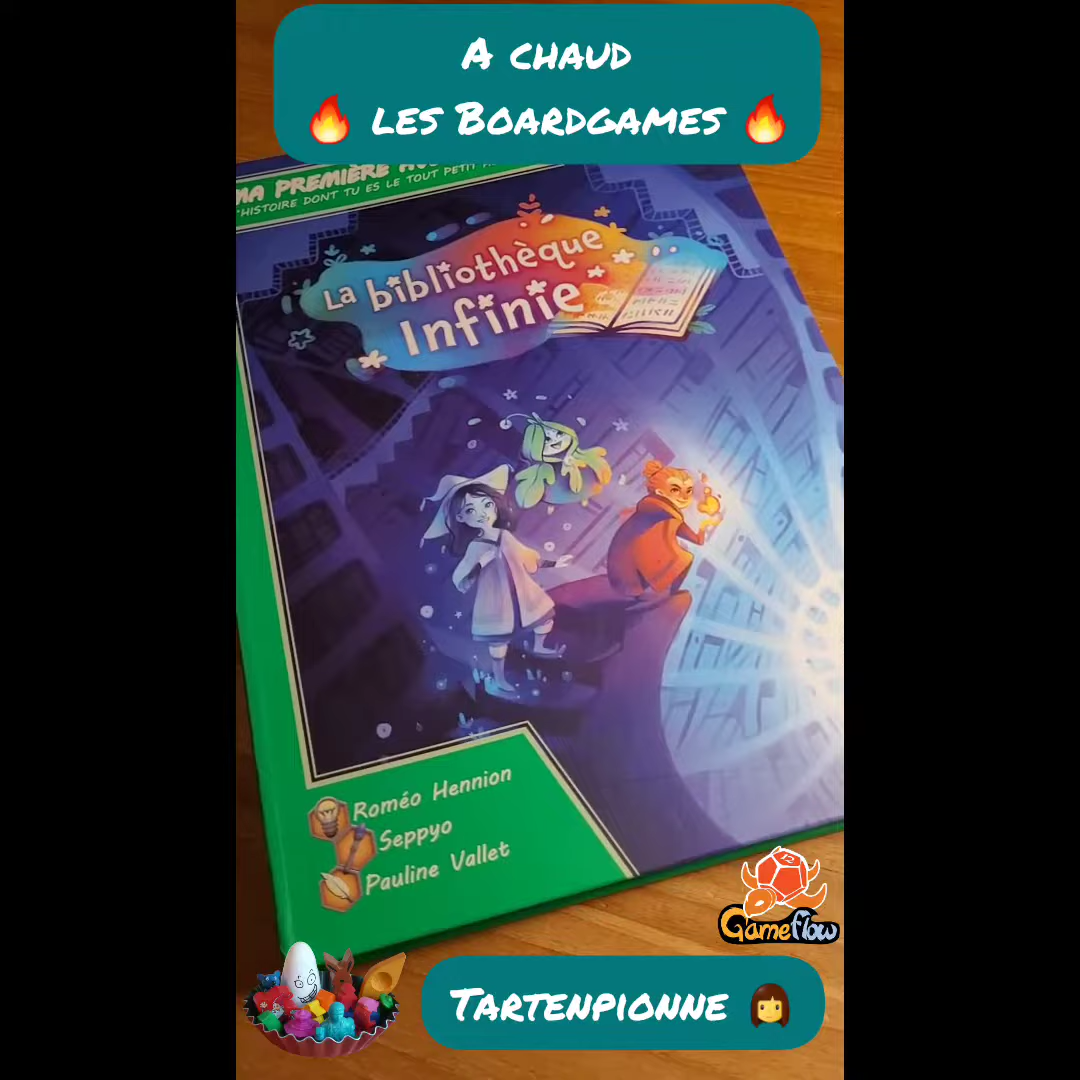 A CHAUD
🔥 LES BOARDGAMES 🔥
MA PREMIÈRE
HISTOIRE DONT TU ES LE TOUT PETIT
La bibliothèque
Infinie
Roméo Hennion
Seppyo
Pauline Vallet
12
Gameflow
TARTENPIONNE 👩